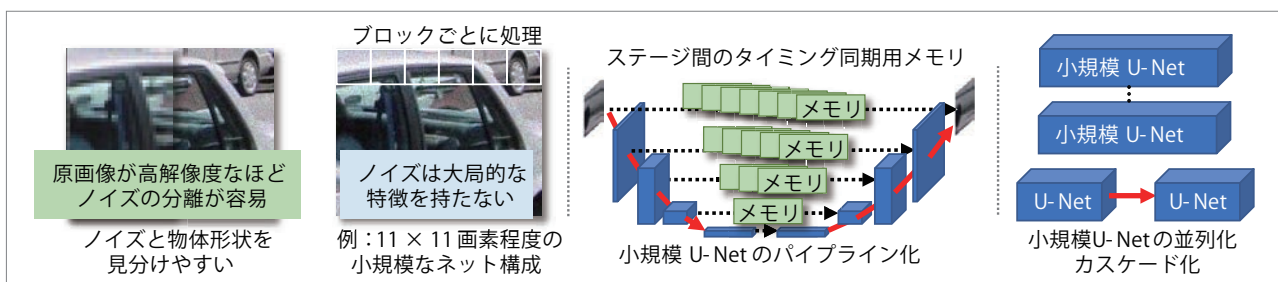 原画像が高解像度なほど
ノイズの分離が容易
ノイズと物体形状を
見分けやすい
ブロックごとに処理
ノイズは大局的な
特徴を持たない
例：11 × 11 画素程度の
小規模なネット構成
ステージ間のタイミング同期用メモリ
メモリ
メモリ
メモリ
メモリ
小規模 U-Net のパイプライン化
小規模 U-Net
小規模 U-Net
U-Net
U-Net
小規模U-Netの並列化
カスケード化